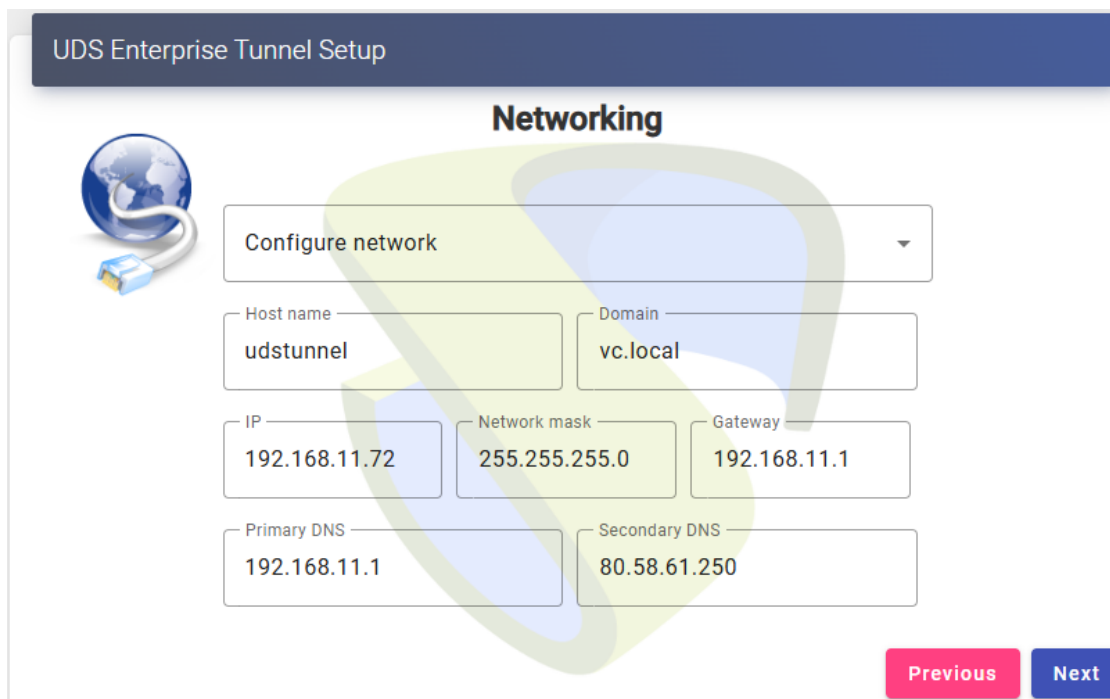 UDS Enterprise Tunnel Setup
Networking
Configure network
Host name Domain
udstunnel vc.local
IP Network mask Gateway
192.168.11.72 255.255.255.0 192.168.11.1
Primary DNS Secondary DNS
192.168.11.1 80.58.61.250
Previous Next